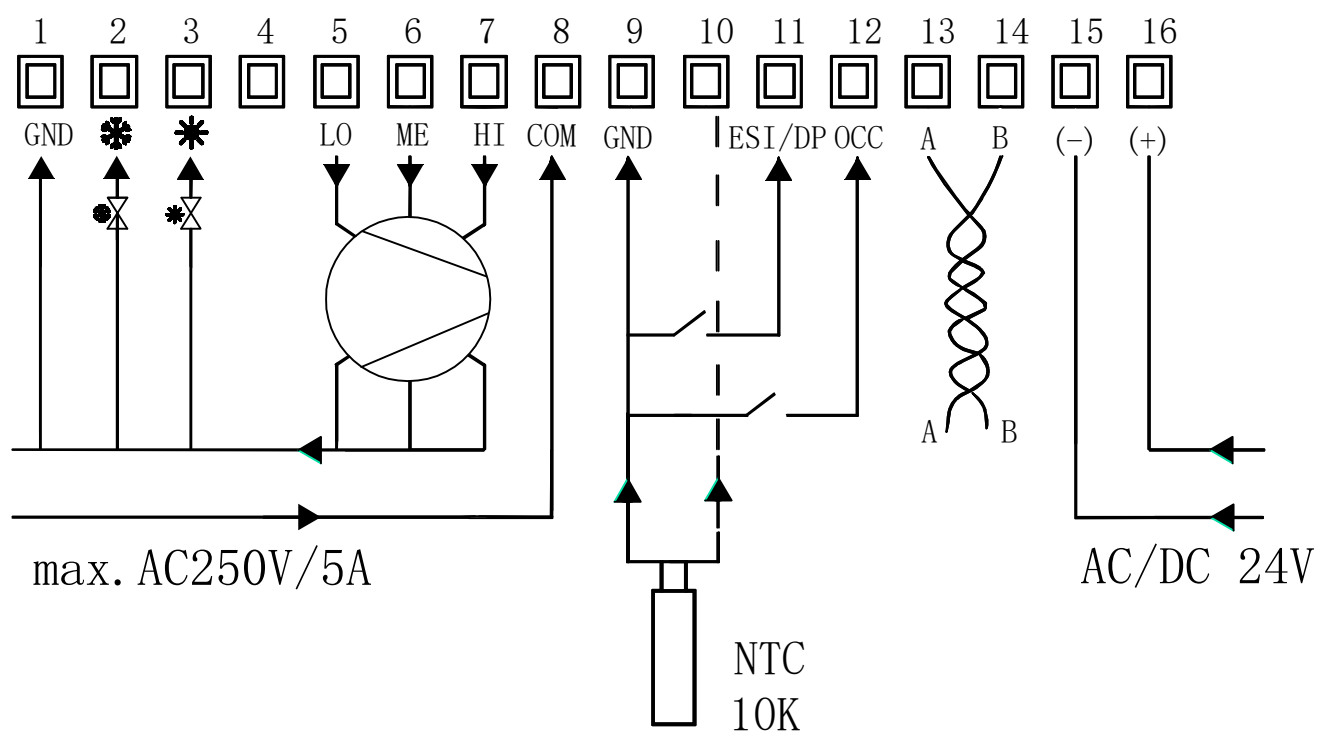 1 2 3 4 5 6 7 8 9 10 11 12 13 14 15 16
GND LO ME HI COM GND ESI/DP OCC A B (-) (+)
A B
max. AC250V/5A AC/DC 24V
NTC
10K